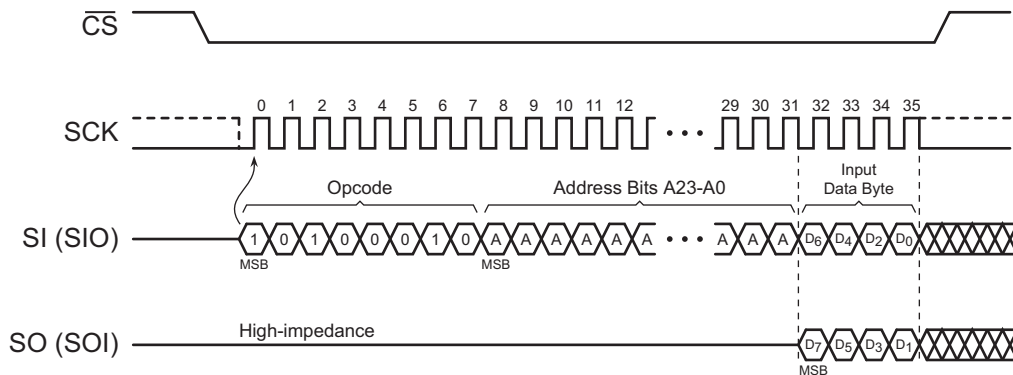 CS
SCK
0 1 2 3 4 5 6 7 8 9 10 11 12 29 30 31 32 33 34 35
Opcode
Address Bits A23-A0
Input
Data Byte
SI (SIO)
1 0 1 0 0 0 1 0 A A A A A A • • • A A A D6 D4 D2 D0
MSB MSB
SO (SOI)
High-impedance
D7 D5 D3 D1
MSB